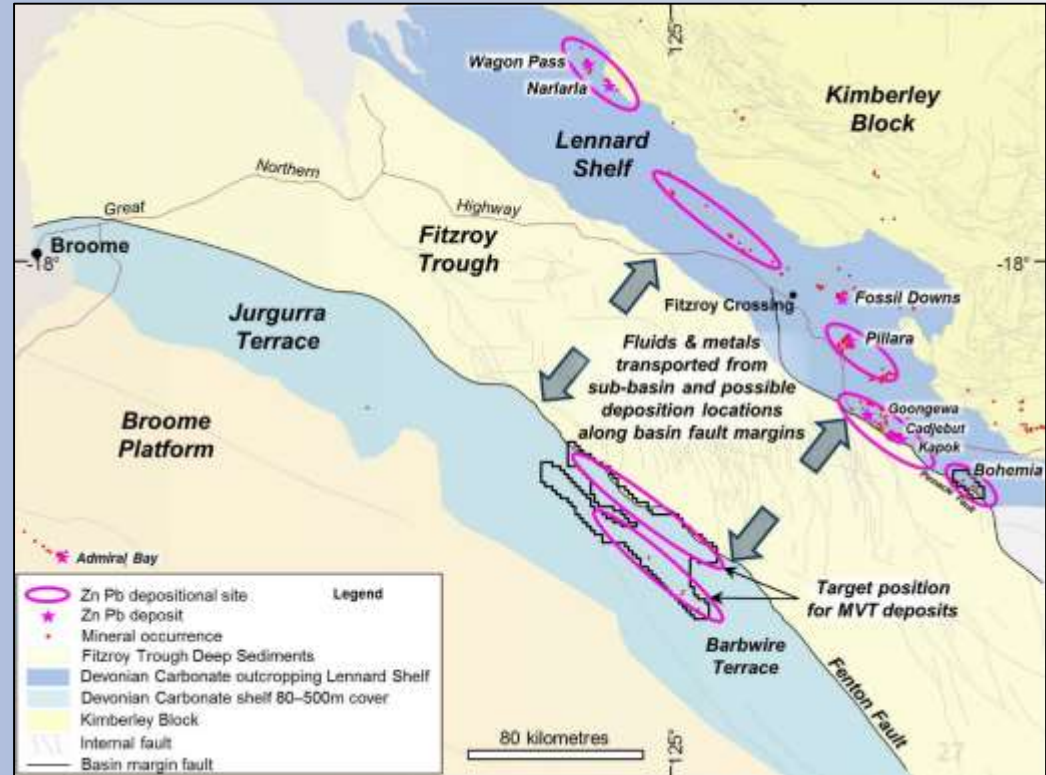 125°
Wagon Pass
Narlarla
Kimberley
Block
Lennard
Shelf
Northern
Great
Highway
Broome
-18°
Fitzroy
Trough
-18°
Fossil Downs
Fitzroy Crossing
Jurgurra
Terrace
Pillara
Fluids & metals
transported from
sub-basin and possible
deposition locations
along basin fault margins
Goongewa
Cadjebut
Kapok
Broome
Platform
Bohemia
Pinnacle Fault
Admiral Bay
Target position
for MVT deposits
Barbwire
Terrace
Fenton Fault
Legend
Zn Pb depositional site
Zn Pb deposit
Mineral occurrence
Fitzroy Trough Deep Sediments
Devonian Carbonate outcropping Lennard Shelf
Devonian Carbonate shelf 80–500m cover
Kimberley Block
Internal fault
Basin margin fault
80 kilometres
125°
27